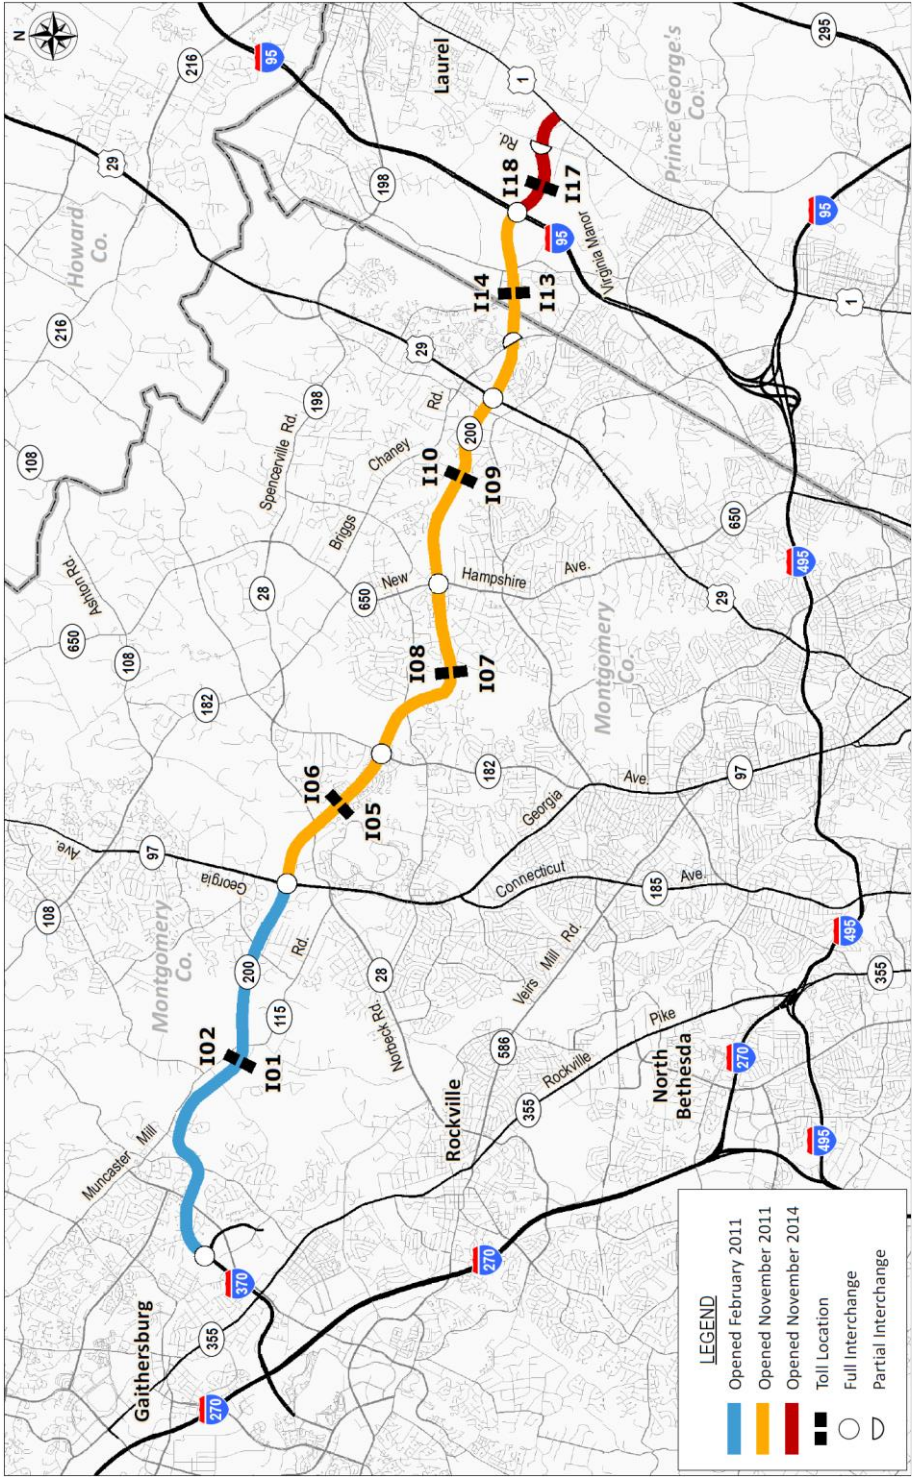 N
Gaithersburg
Muncaster Mill
Rd.
Montgomery
Co.
Howard
Co.
Ashton Rd.
Georgia
Ave.
108
97
108
650
108
216
216
29
95
355
270
370
I02
I01
200
115
182
28
Spencerville Rd.
198
198
Briggs
Chaney
Rd.
Norbeck Rd.
28
I06
I05
650
29
Laurel
Rockville
I08
I07
New
Hampshire
Ave.
I10
I09
200
I14
I13
I18
I17
Rd.
1
270
586
355
Rockville
Pike
Veirs Mill Rd.
Connecticut
Ave.
185
Georgia
Ave.
182
97
Montgomery
Co.
Virginia Manor
95
Prince George's
Co.
North
Bethesda
270
29
650
495
95
295
495
495
355
1
LEGEND
Opened February 2011
Opened November 2011
Opened November 2014
Toll Location
Full Interchange
Partial Interchange